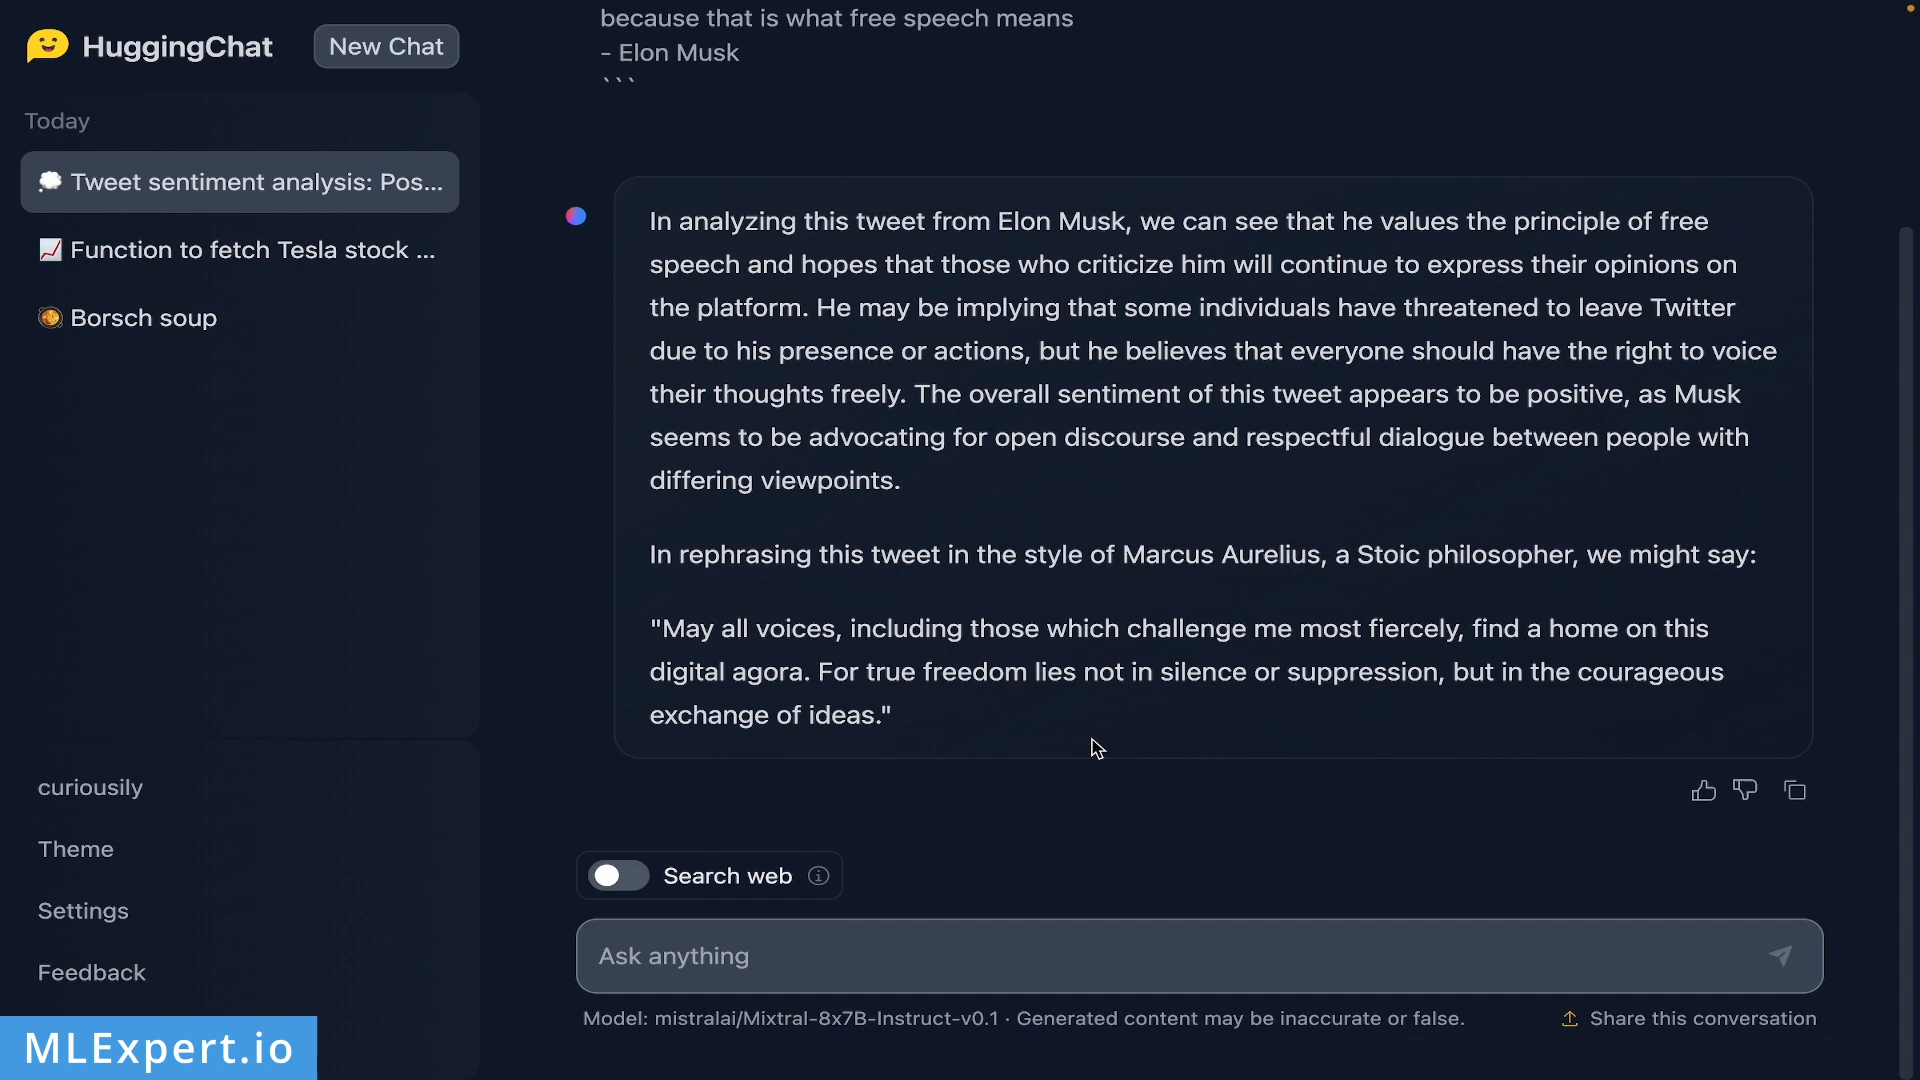 HuggingChat
New Chat
Today
Tweet sentiment analysis: Pos...
Function to fetch Tesla stock ...
Borsch soup
curiousily
Theme
Settings
Feedback
MLExpert.io
because that is what free speech means
- Elon Musk
```
In analyzing this tweet from Elon Musk, we can see that he values the principle of free
speech and hopes that those who criticize him will continue to express their opinions on
the platform. He may be implying that some individuals have threatened to leave Twitter
due to his presence or actions, but he believes that everyone should have the right to voice
their thoughts freely. The overall sentiment of this tweet appears to be positive, as Musk
seems to be advocating for open discourse and respectful dialogue between people with
differing viewpoints.
In rephrasing this tweet in the style of Marcus Aurelius, a Stoic philosopher, we might say:
"May all voices, including those which challenge me most fiercely, find a home on this
digital agora. For true freedom lies not in silence or suppression, but in the courageous
exchange of ideas."
Search web
Ask anything
Model: mistralai/Mixtral-8x7B-Instruct-v0.1 · Generated content may be inaccurate or false.
Share this conversation